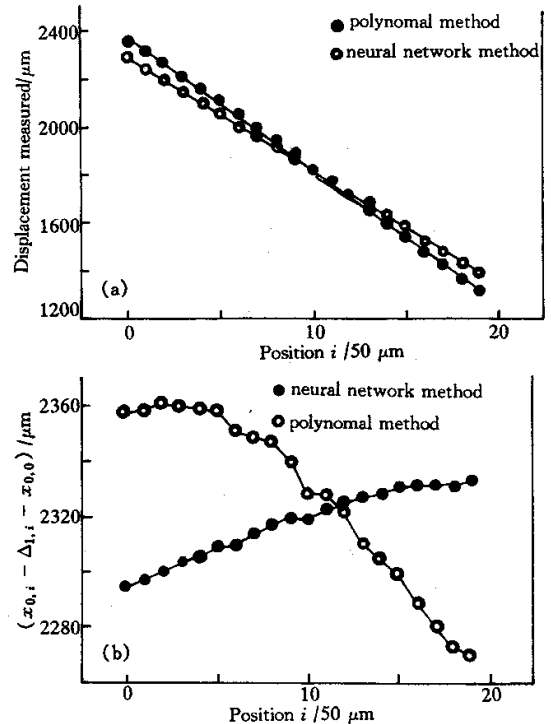 polynomal method
neural network method
Displacement measured/μm
2400
2000
1600
1200
(a)
0
10
20
Position i /50 μm
neural network method
polynomal method
(x0,i − Δ1,i − x0,0) /μm
2360
2320
2280
(b)
0
10
20
Position i /50 μm